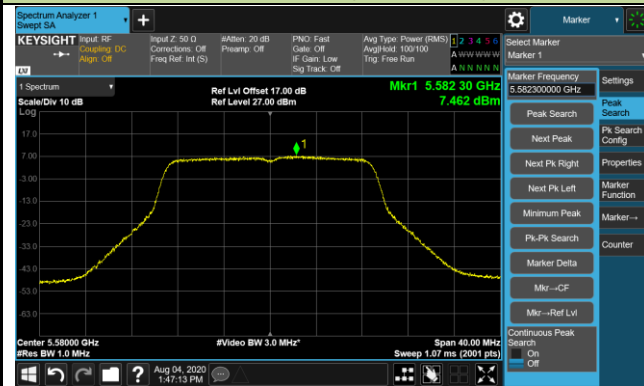 Spectrum Analyzer 1
Swept SA
+
Marker
KEYSIGHT
Input: RF
Coupling: DC
Align: Off
Input Z: 50 Ω
Corrections: Off
Freq Ref: Int (S)
#Atten: 20 dB
Preamp: Off
PNO: Fast
Gate: Off
IF Gain: Low
Sig Track: Off
Avg Type: Power (RMS)
Avg|Hold: 100/100
Trig: Free Run
1 2 3 4 5 6
A W W W W W
A N N N N N
LXI
Select Marker
Marker 1
1 Spectrum
Scale/Div 10 dB
Log
Ref Lvl Offset 17.00 dB
Ref Level 27.00 dBm
Mkr1 5.582 30 GHz
7.462 dBm
17.0
7.00
-3.00
-13.0
-23.0
-33.0
-43.0
-53.0
-63.0
1
Center 5.58000 GHz
#Res BW 1.0 MHz
#Video BW 3.0 MHz*
Span 40.00 MHz
Sweep 1.07 ms (2001 pts)
Marker Frequency
5.582300000 GHz
Peak Search
Next Peak
Next Pk Right
Next Pk Left
Minimum Peak
Pk-Pk Search
Marker Delta
Mkr→CF
Mkr→Ref Lvl
Continuous Peak
Search
On
Off
Settings
Peak
Search
Pk Search
Config
Properties
Marker
Function
Marker→
Counter
?
Aug 04, 2020
1:47:13 PM